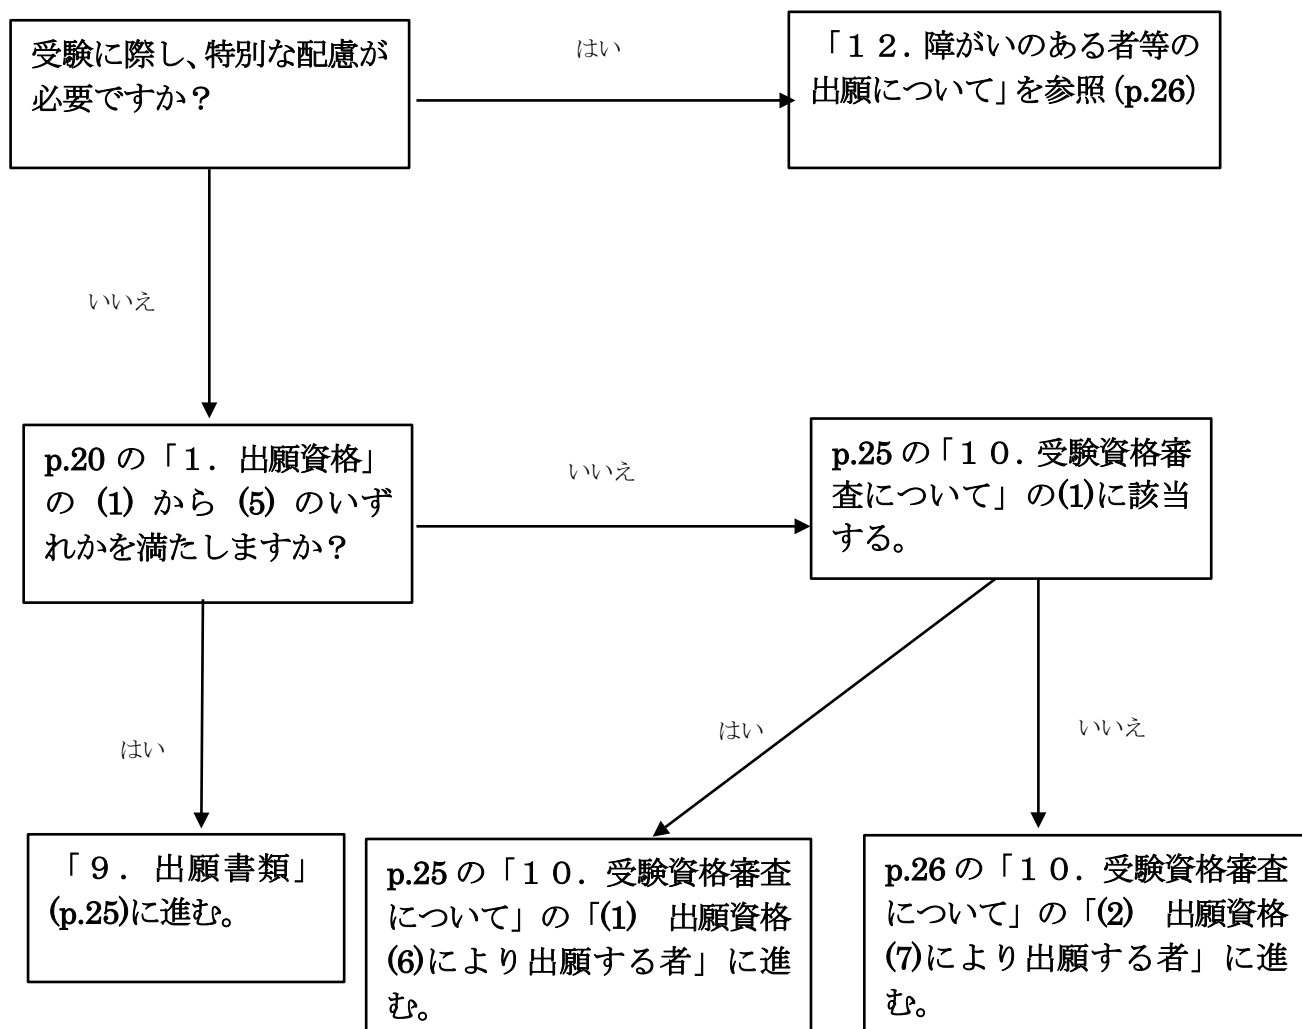 受験に際し、特別な配慮が
必要ですか？
はい
「１２．障がいのある者等の
出願について」を参照 (p.26)
いいえ
p.20 の「1．出願資格」
の (1) から (5) のいず
れかを満たしますか？
いいえ
p.25 の「１０．受験資格審
査について」の(1)に該当
する。
はい
はい
いいえ
「９．出願書類」
(p.25)に進む。
p.25 の「１０．受験資格審査
について」の「(1)　出願資格
(6)により出願する者」に進
む。
p.26 の「１０．受験資格審査
について」の「(2)　出願資格
(7)により出願する者」に進
む。